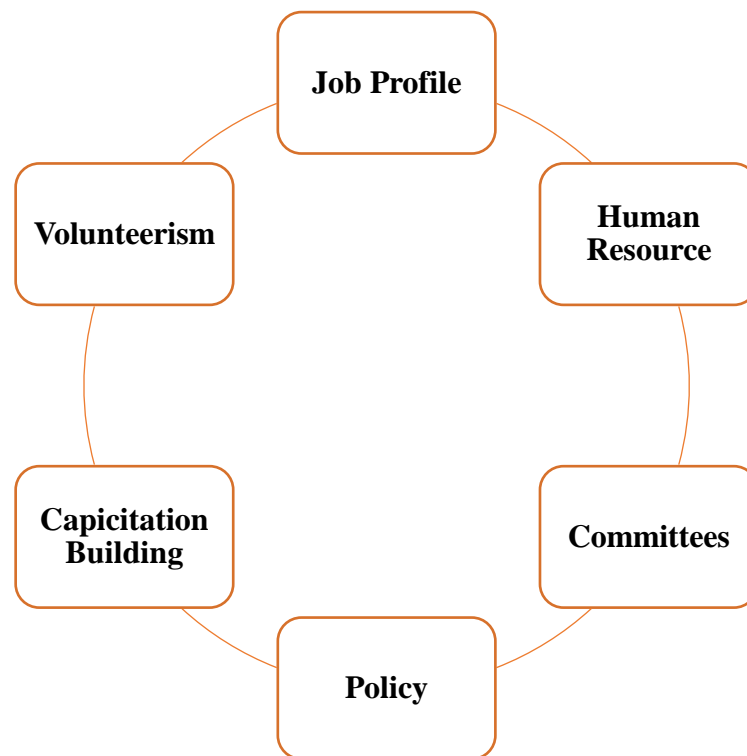 Job Profile
Human
Resource
Committees
Policy
Capicitation
Building
Volunteerism